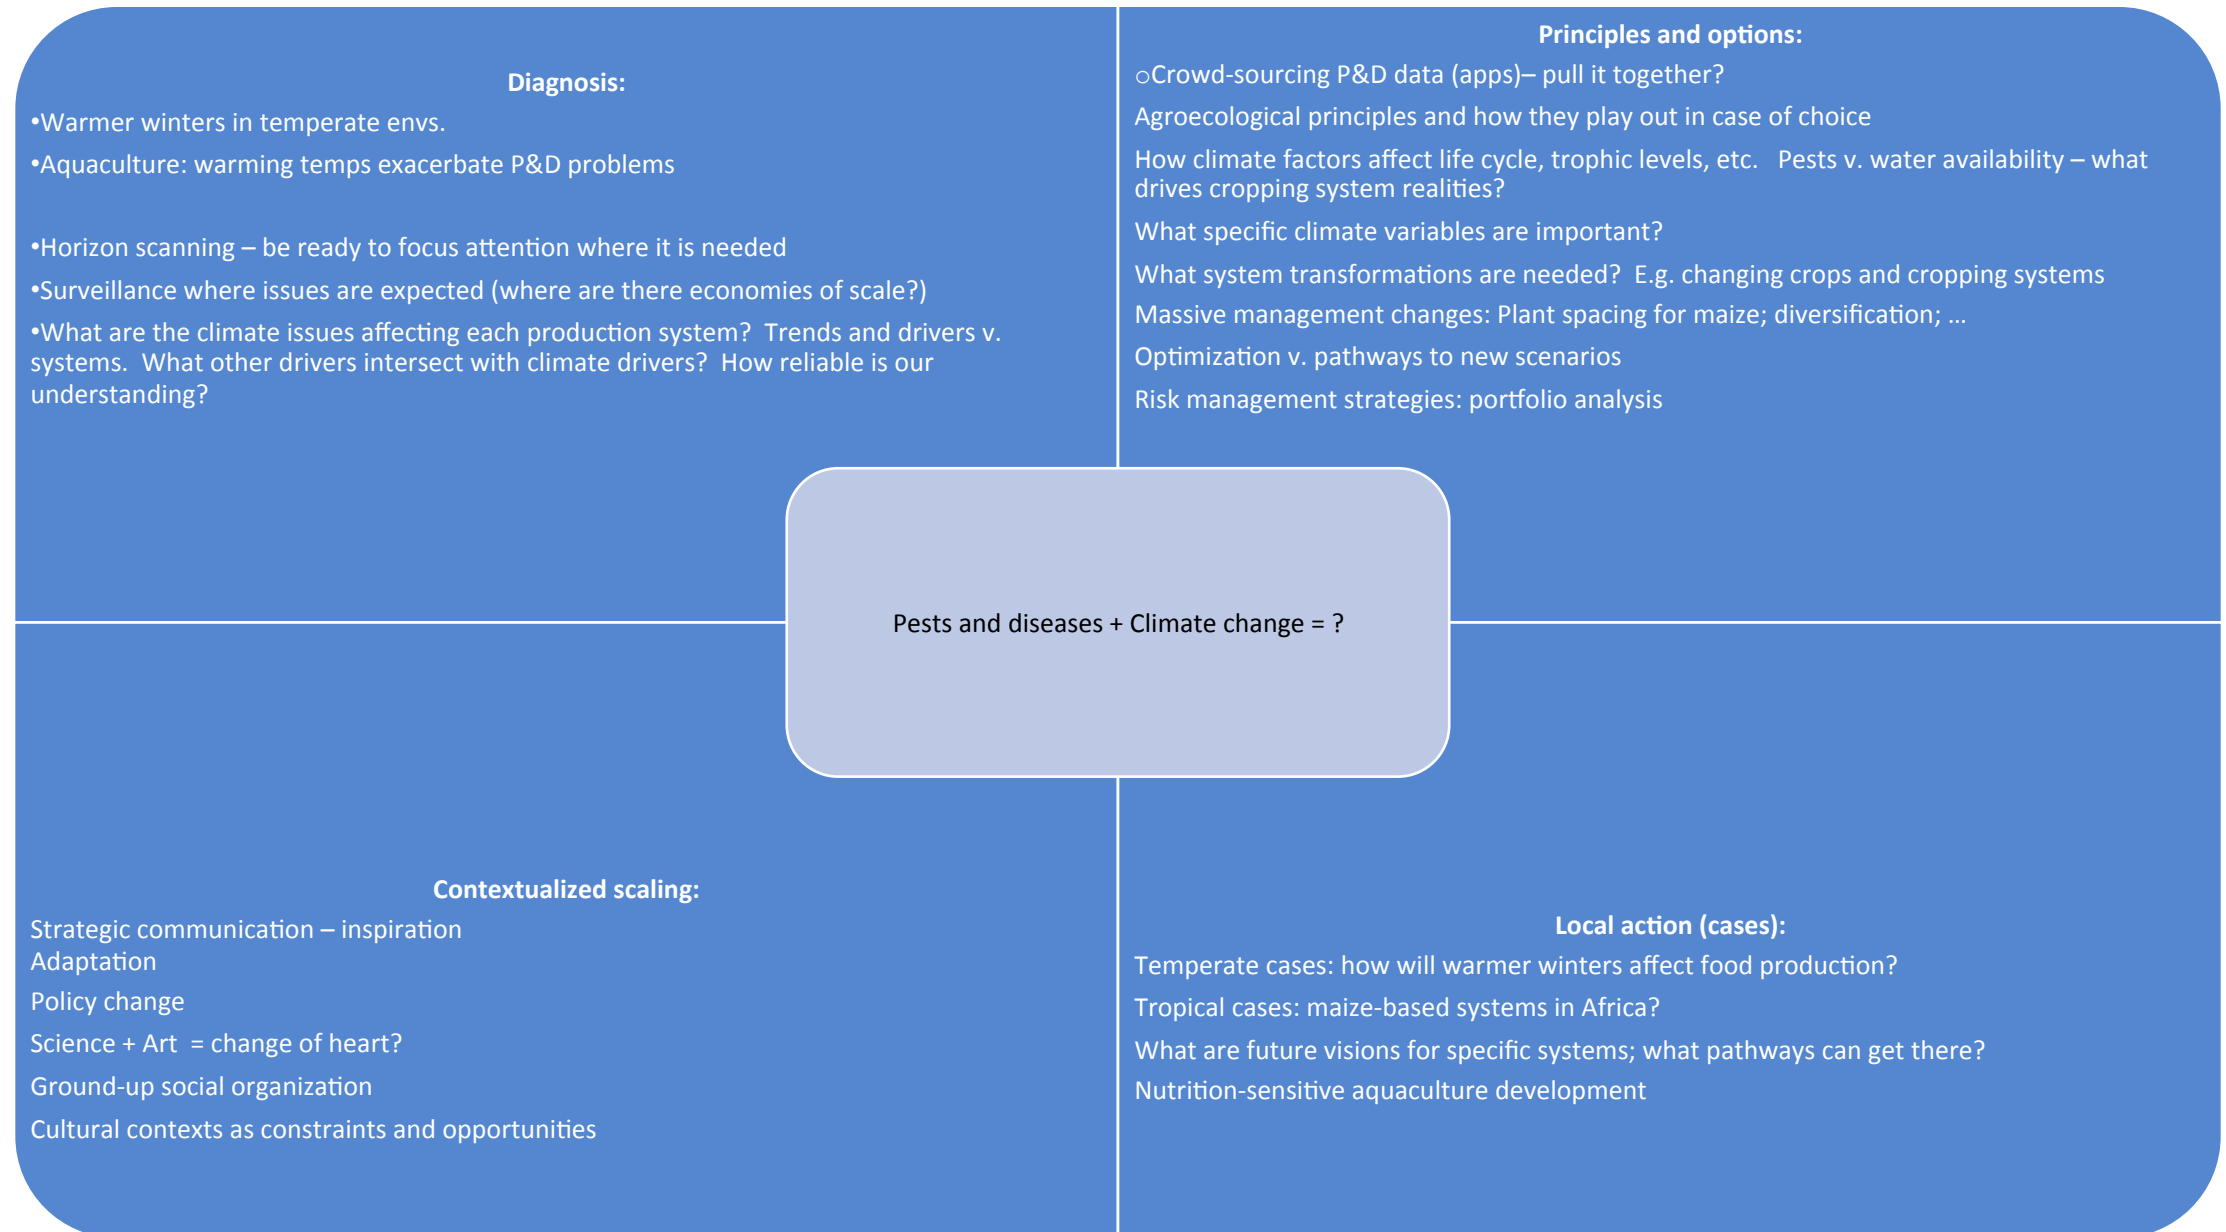 Diagnosis:
•Warmer winters in temperate envs.
•Aquaculture: warming temps exacerbate P&D problems
•Horizon scanning – be ready to focus attention where it is needed
•Surveillance where issues are expected (where are there economies of scale?)
•What are the climate issues affecting each production system?  Trends and drivers v.
systems.  What other drivers intersect with climate drivers?  How reliable is our
understanding?
Principles and options:
oCrowd-sourcing P&D data (apps)– pull it together?
Agroecological principles and how they play out in case of choice
How climate factors affect life cycle, trophic levels, etc.   Pests v. water availability – what
drives cropping system realities?
What specific climate variables are important?
What system transformations are needed?  E.g. changing crops and cropping systems
Massive management changes: Plant spacing for maize; diversification; …
Optimization v. pathways to new scenarios
Risk management strategies: portfolio analysis
Pests and diseases + Climate change = ?
Contextualized scaling:
Strategic communication – inspiration
Adaptation
Policy change
Science + Art  = change of heart?
Ground-up social organization
Cultural contexts as constraints and opportunities
Local action (cases):
Temperate cases: how will warmer winters affect food production?
Tropical cases: maize-based systems in Africa?
What are future visions for specific systems; what pathways can get there?
Nutrition-sensitive aquaculture development